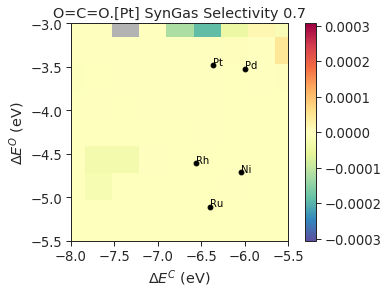 O=C=O.[Pt] SynGas Selectivity 0.7
−3.0
−3.5
−4.0
−4.5
−5.0
−5.5
ΔE^O (eV)
Pt
Pd
Rh
Ni
Ru
−8.0 −7.5 −7.0 −6.5 −6.0 −5.5
ΔE^C (eV)
0.0003
0.0002
0.0001
0.0000
−0.0001
−0.0002
−0.0003